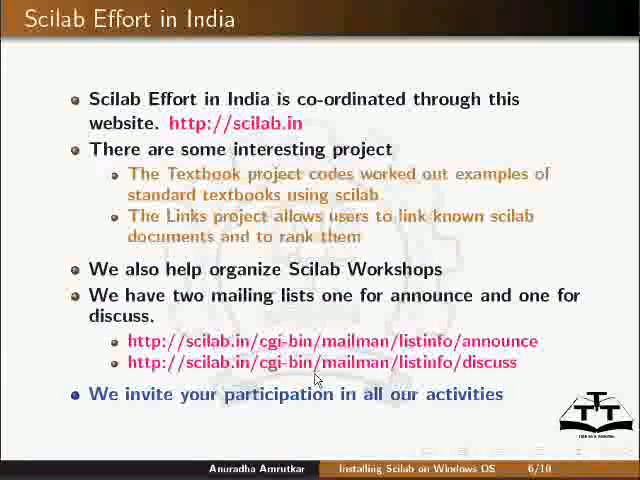 Scilab Effort in India
Scilab Effort in India is co-ordinated through this
website. http://scilab.in
There are some interesting project
The Textbook project codes worked out examples of
standard textbooks using scilab
The Links project allows users to link known scilab
documents and to rank them
We also help organize Scilab Workshops
We have two mailing lists one for announce and one for
discuss.
http://scilab.in/cgi-bin/mailman/listinfo/announce
http://scilab.in/cgi-bin/mailman/listinfo/discuss
We invite your participation in all our activities
T T T
Anuradha Amrutkar Installing Scilab on Windows OS 6/10